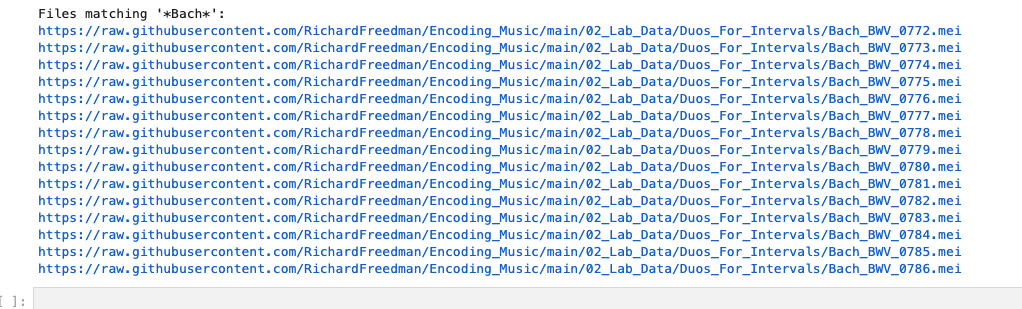 Files matching '*Bach*':
https://raw.githubusercontent.com/RichardFreedman/Encoding_Music/main/02_Lab_Data/Duos_For_Intervals/Bach_BWV_0772.mei
https://raw.githubusercontent.com/RichardFreedman/Encoding_Music/main/02_Lab_Data/Duos_For_Intervals/Bach_BWV_0773.mei
https://raw.githubusercontent.com/RichardFreedman/Encoding_Music/main/02_Lab_Data/Duos_For_Intervals/Bach_BWV_0774.mei
https://raw.githubusercontent.com/RichardFreedman/Encoding_Music/main/02_Lab_Data/Duos_For_Intervals/Bach_BWV_0775.mei
https://raw.githubusercontent.com/RichardFreedman/Encoding_Music/main/02_Lab_Data/Duos_For_Intervals/Bach_BWV_0776.mei
https://raw.githubusercontent.com/RichardFreedman/Encoding_Music/main/02_Lab_Data/Duos_For_Intervals/Bach_BWV_0777.mei
https://raw.githubusercontent.com/RichardFreedman/Encoding_Music/main/02_Lab_Data/Duos_For_Intervals/Bach_BWV_0778.mei
https://raw.githubusercontent.com/RichardFreedman/Encoding_Music/main/02_Lab_Data/Duos_For_Intervals/Bach_BWV_0779.mei
https://raw.githubusercontent.com/RichardFreedman/Encoding_Music/main/02_Lab_Data/Duos_For_Intervals/Bach_BWV_0780.mei
https://raw.githubusercontent.com/RichardFreedman/Encoding_Music/main/02_Lab_Data/Duos_For_Intervals/Bach_BWV_0781.mei
https://raw.githubusercontent.com/RichardFreedman/Encoding_Music/main/02_Lab_Data/Duos_For_Intervals/Bach_BWV_0782.mei
https://raw.githubusercontent.com/RichardFreedman/Encoding_Music/main/02_Lab_Data/Duos_For_Intervals/Bach_BWV_0783.mei
https://raw.githubusercontent.com/RichardFreedman/Encoding_Music/main/02_Lab_Data/Duos_For_Intervals/Bach_BWV_0784.mei
https://raw.githubusercontent.com/RichardFreedman/Encoding_Music/main/02_Lab_Data/Duos_For_Intervals/Bach_BWV_0785.mei
https://raw.githubusercontent.com/RichardFreedman/Encoding_Music/main/02_Lab_Data/Duos_For_Intervals/Bach_BWV_0786.mei
[ ]: